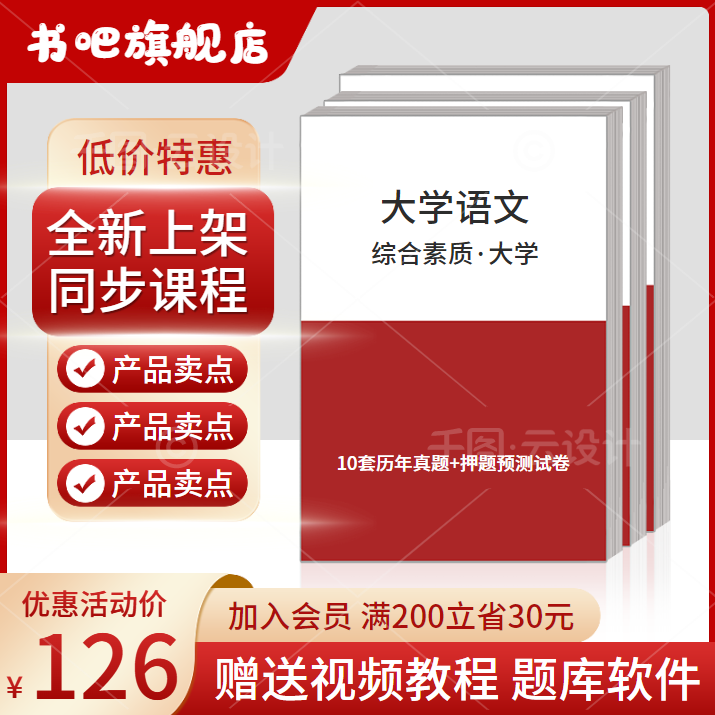 书吧旗舰店
低价特惠
全新上架
同步课程
产品卖点
产品卖点
产品卖点
大学语文
综合素质·大学
千图·云设计
10套历年真题+押题预测试卷
优惠活动价
¥126
加入会员 满200立省30元
赠送视频教程 题库软件